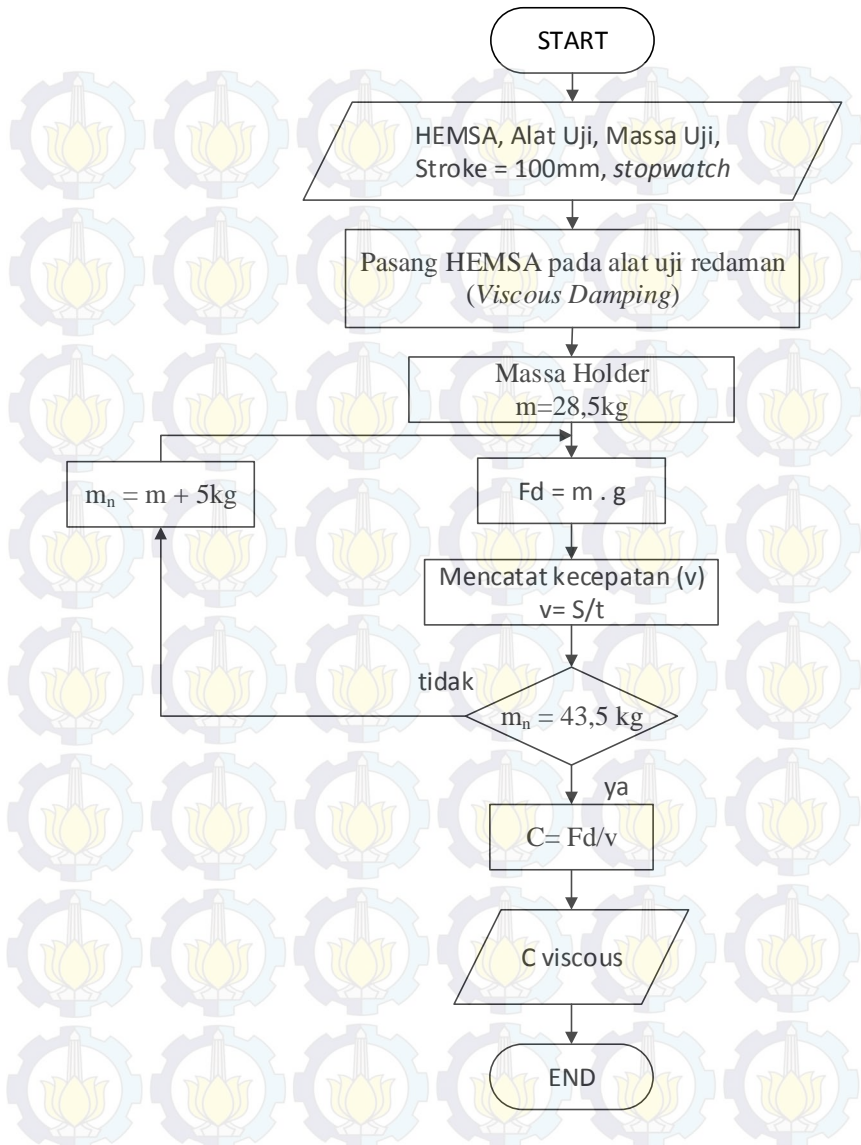 START
HEMSA, Alat Uji, Massa Uji,
Stroke = 100mm, stopwatch
Pasang HEMSA pada alat uji redaman
(Viscous Damping)
Massa Holder
m=28,5kg
mₙ = m + 5kg
Fd = m . g
Mencatat kecepatan (v)
v= S/t
tidak
mₙ = 43,5 kg
ya
C= Fd/v
C viscous
END